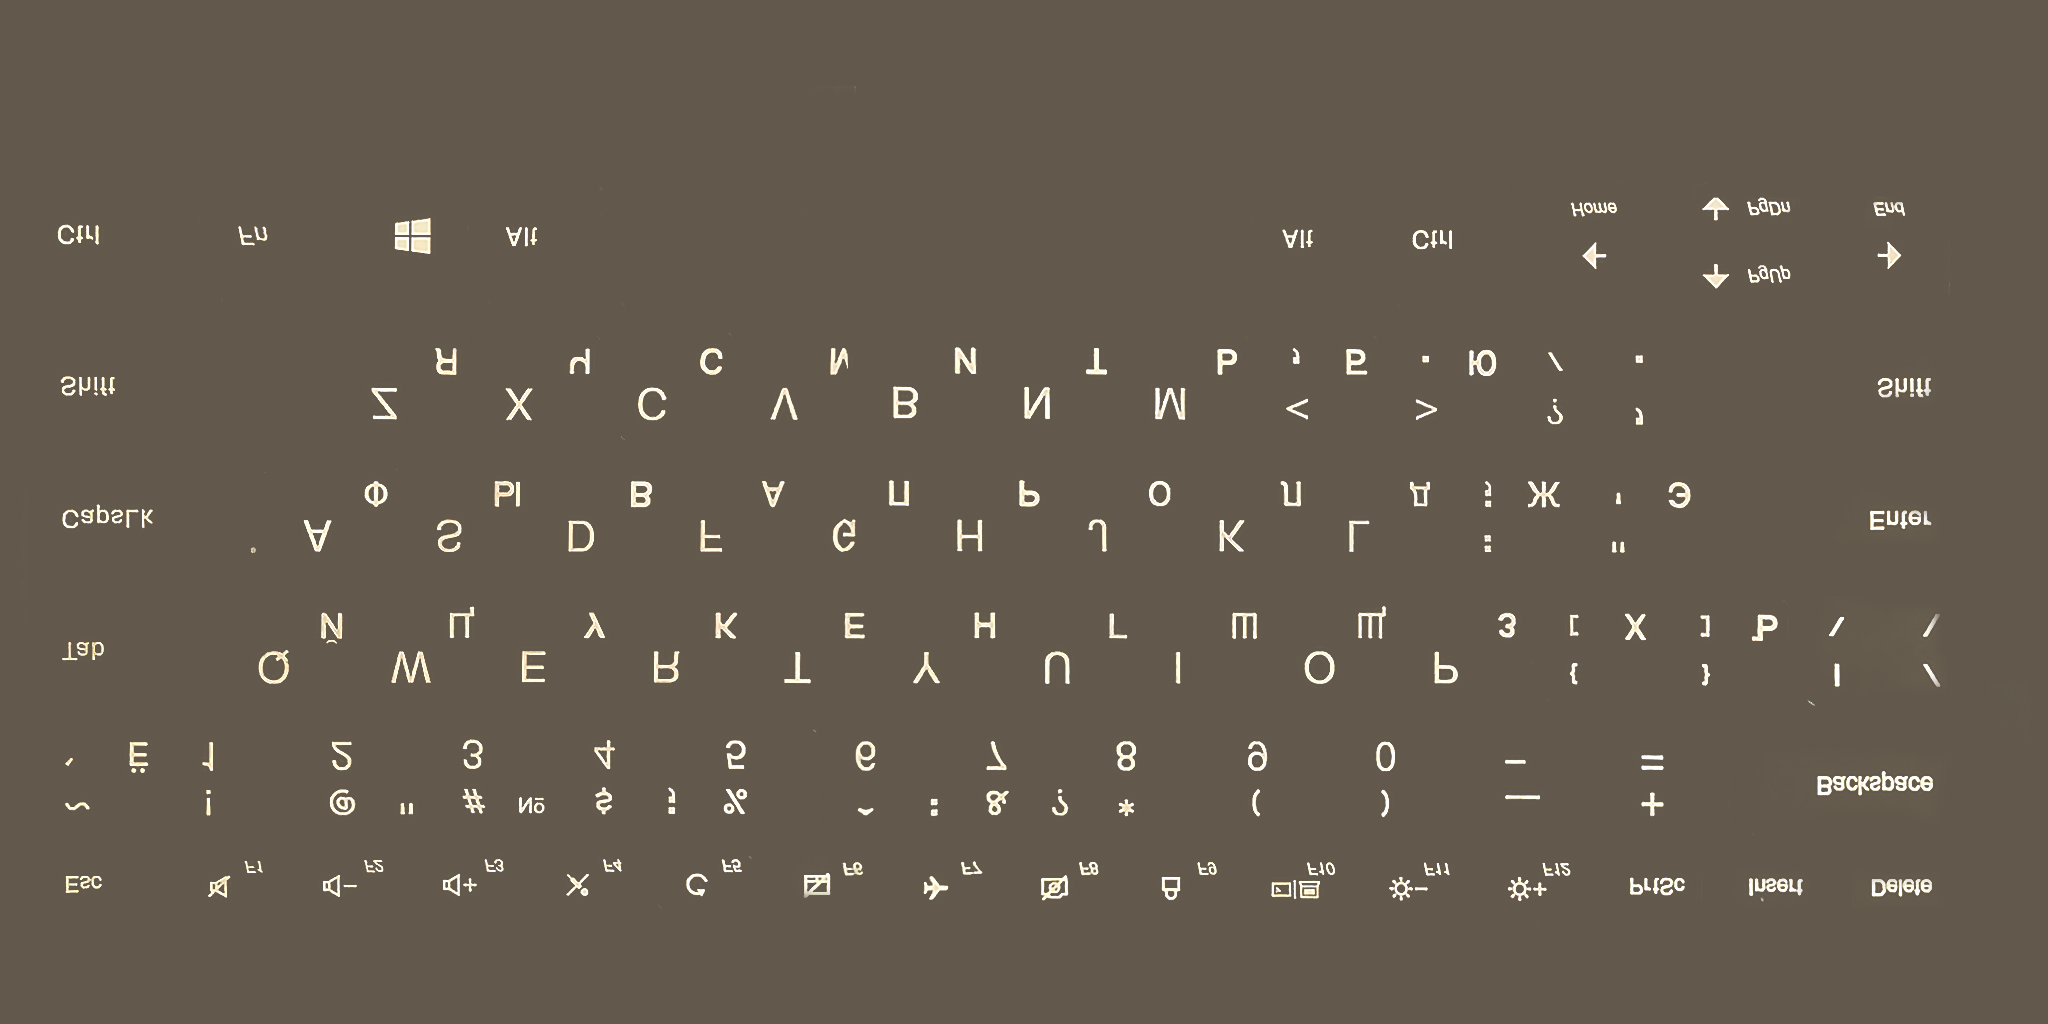 Ctrl Fn Alt Alt Ctrl Home PgDn End
PgUp
Я Ч С М И Т Ь , Б . Ю / .
Shift Z X C V B N M < > ? , Shift
Ф Ы В А П Р О Л Д ; Ж ' Э
CapsLk A S D F G H J K L : " Enter
Й Ц У К Е Н Г Ш Щ З [ Х ] Ъ \ \
Tab Q W E R T Y U I O P { } | /
` Ё 1 2 3 4 5 6 7 8 9 0 - = Backspace
~ ! @ " # № $ ; % ^ : & ? * ( ) _ +
Esc F1 F2 F3 F4 F5 F6 F7 F8 F9 F10 F11 F12 PrtSc Insert Delete